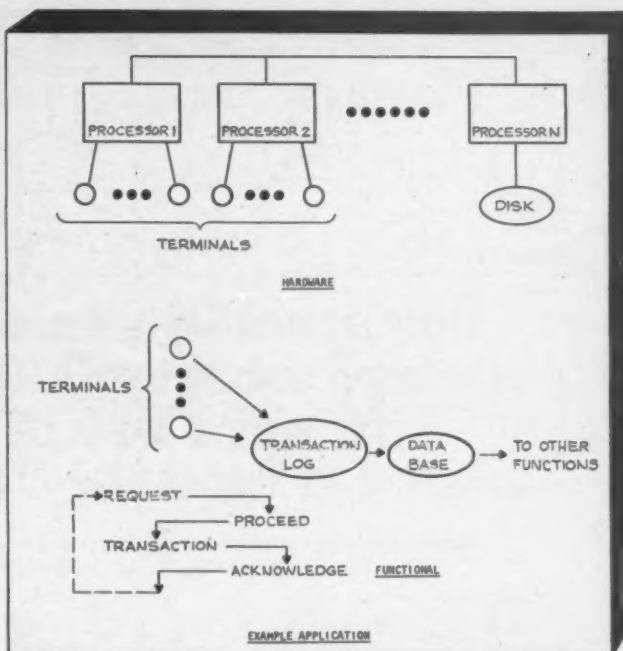 PROCESSOR 1 PROCESSOR 2 PROCESSOR N
DISK
TERMINALS
HARDWARE
TERMINALS
TRANSACTION LOG
DATA BASE
TO OTHER FUNCTIONS
REQUEST
PROCEED
TRANSACTION
ACKNOWLEDGE
FUNCTIONAL
EXAMPLE APPLICATION